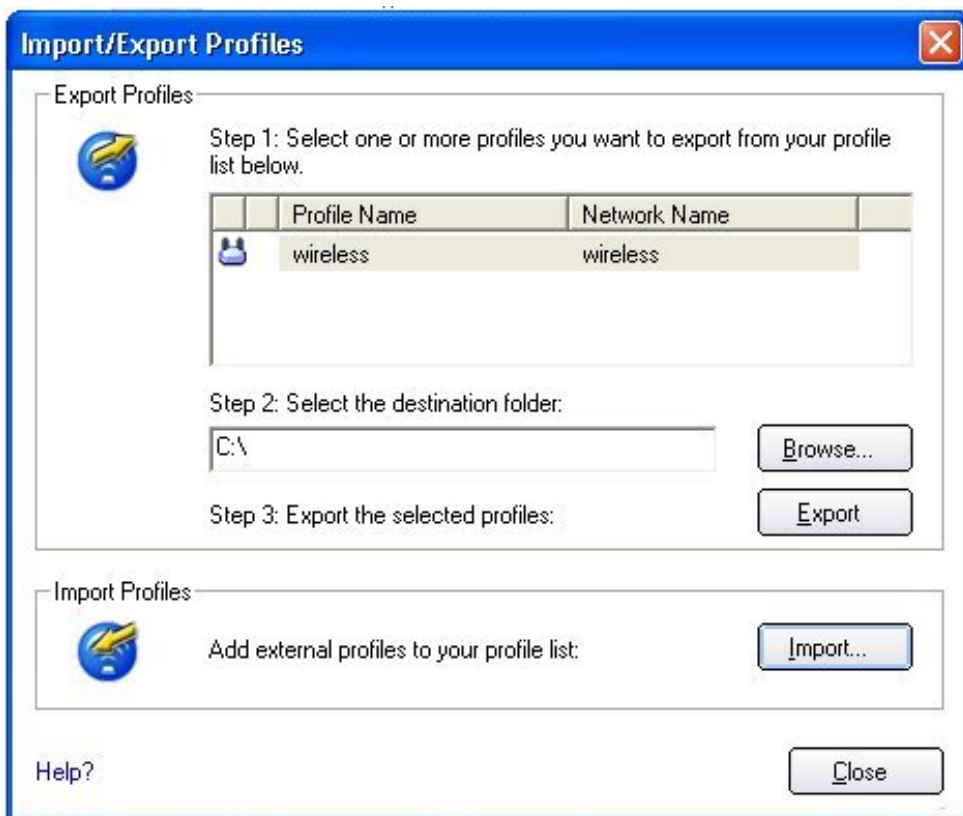 Import/Export Profiles
Export Profiles
Step 1: Select one or more profiles you want to export from your profile
list below.
Profile Name Network Name
wireless wireless
Step 2: Select the destination folder:
C:\
Browse...
Step 3: Export the selected profiles:
Export
Import Profiles
Add external profiles to your profile list:
Import...
Help?
Close